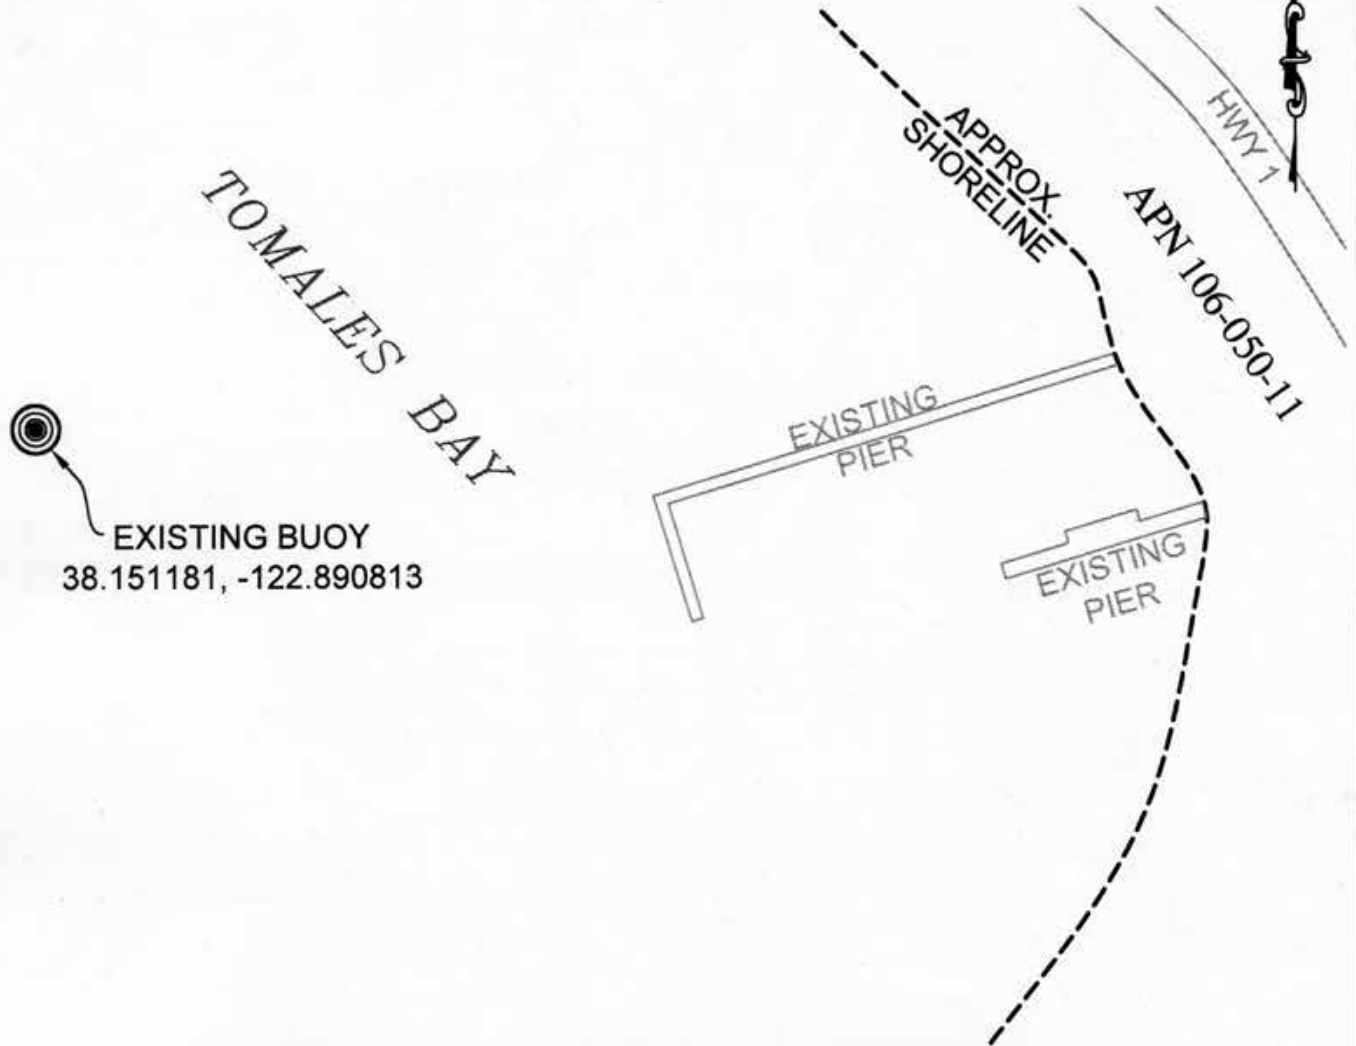 HWY 1
APPROX.
SHORELINE
APN 106-050-11
TOMALES BAY
EXISTING
PIER
EXISTING BUOY
38.151181, -122.890813
EXISTING
PIER